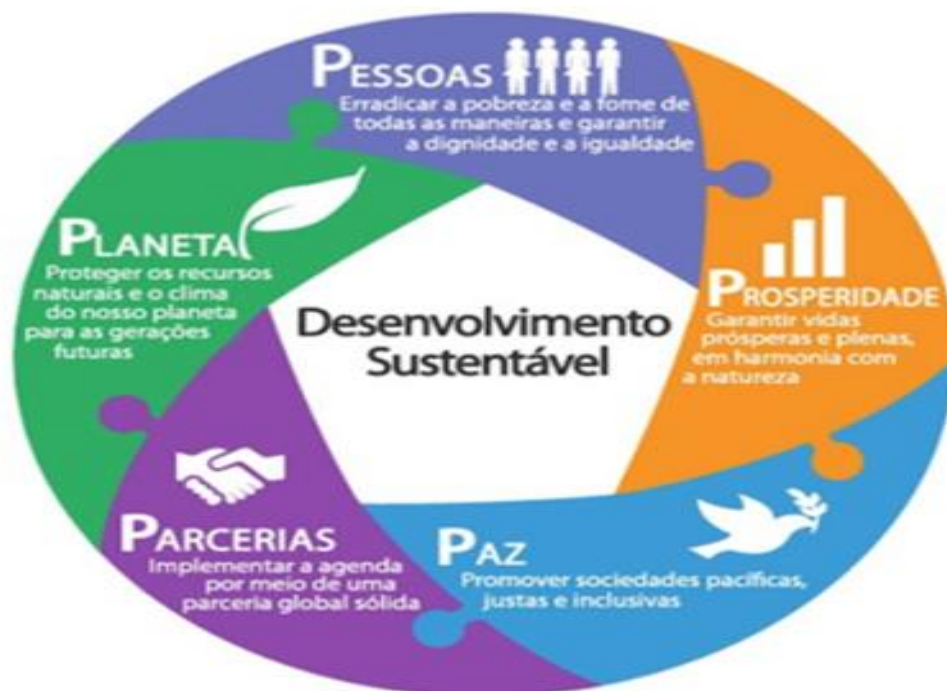 PESSOAS
Erradicar a pobreza e a fome de
todas as maneiras e garantir
a dignidade e a igualdade
PROSPERIDADE
Garantir vidas
prósperas e plenas,
em harmonia com
a natureza
PAZ
Promover sociedades pacíficas,
justas e inclusivas
PARCERIAS
Implementar a agenda
por meio de uma
parceria global sólida
PLANETA
Proteger os recursos
naturais e o clima
do nosso planeta
para as gerações
futuras
Desenvolvimento
Sustentável